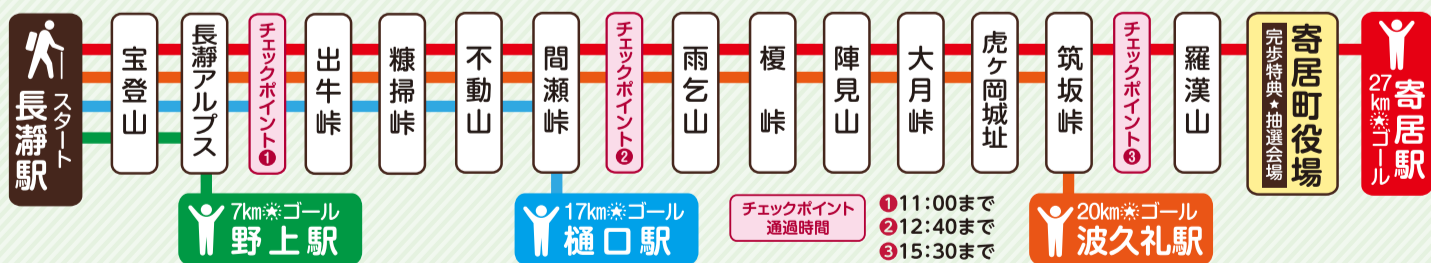 スタート
長瀞駅
宝登山
長瀞アルプス
チェックポイント❶
出牛峠
糠掃峠
不動山
間瀬峠
チェックポイント❷
雨乞山
榎峠
陣見山
大月峠
虎ヶ岡城址
筑坂峠
チェックポイント❸
羅漢山
寄居町役場
完歩特典★抽選会場
寄居駅
27km☀ゴール
7km☀ゴール
野上駅
17km☀ゴール
樋口駅
チェックポイント
通過時間
❶11:00まで
❷12:40まで
❸15:30まで
20km☀ゴール
波久礼駅